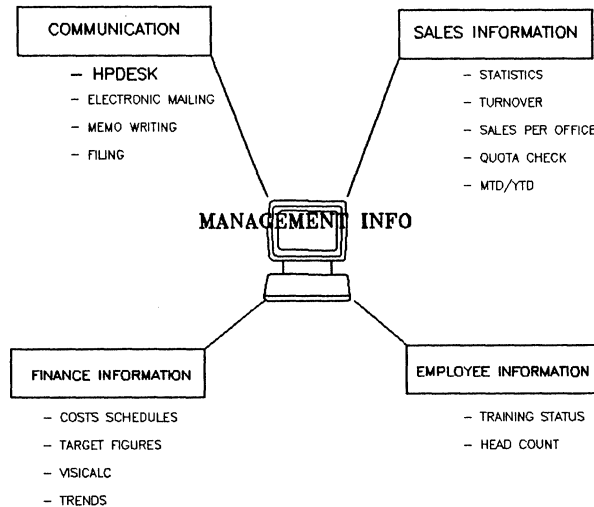 COMMUNICATION
– HPDESK
– ELECTRONIC MAILING
– MEMO WRITING
– FILING
SALES INFORMATION
– STATISTICS
– TURNOVER
– SALES PER OFFICE
– QUOTA CHECK
– MTD/YTD
MANAGEMENT INFO
FINANCE INFORMATION
– COSTS SCHEDULES
– TARGET FIGURES
– VISICALC
– TRENDS
EMPLOYEE INFORMATION
– TRAINING STATUS
– HEAD COUNT